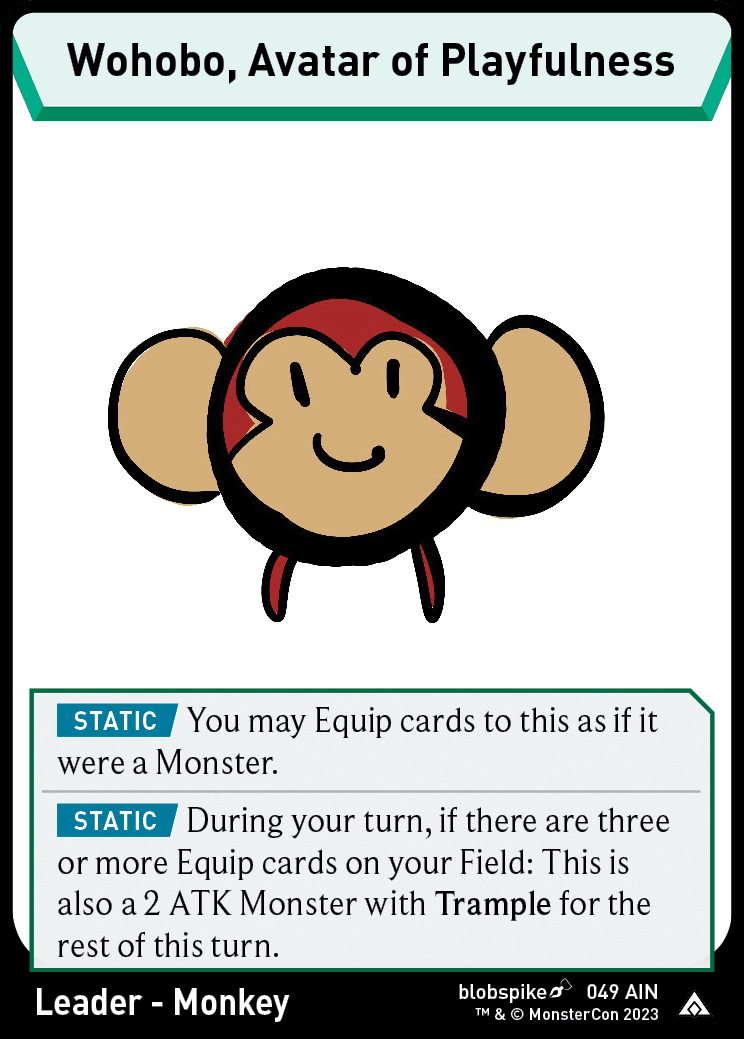 Wohobo, Avatar of Playfulness
STATIC You may Equip cards to this as if it
were a Monster.
STATIC During your turn, if there are three
or more Equip cards on your Field: This is
also a 2 ATK Monster with Trample for the
rest of this turn.
Leader - Monkey
blobspike 049 AIN
™ & © MonsterCon 2023